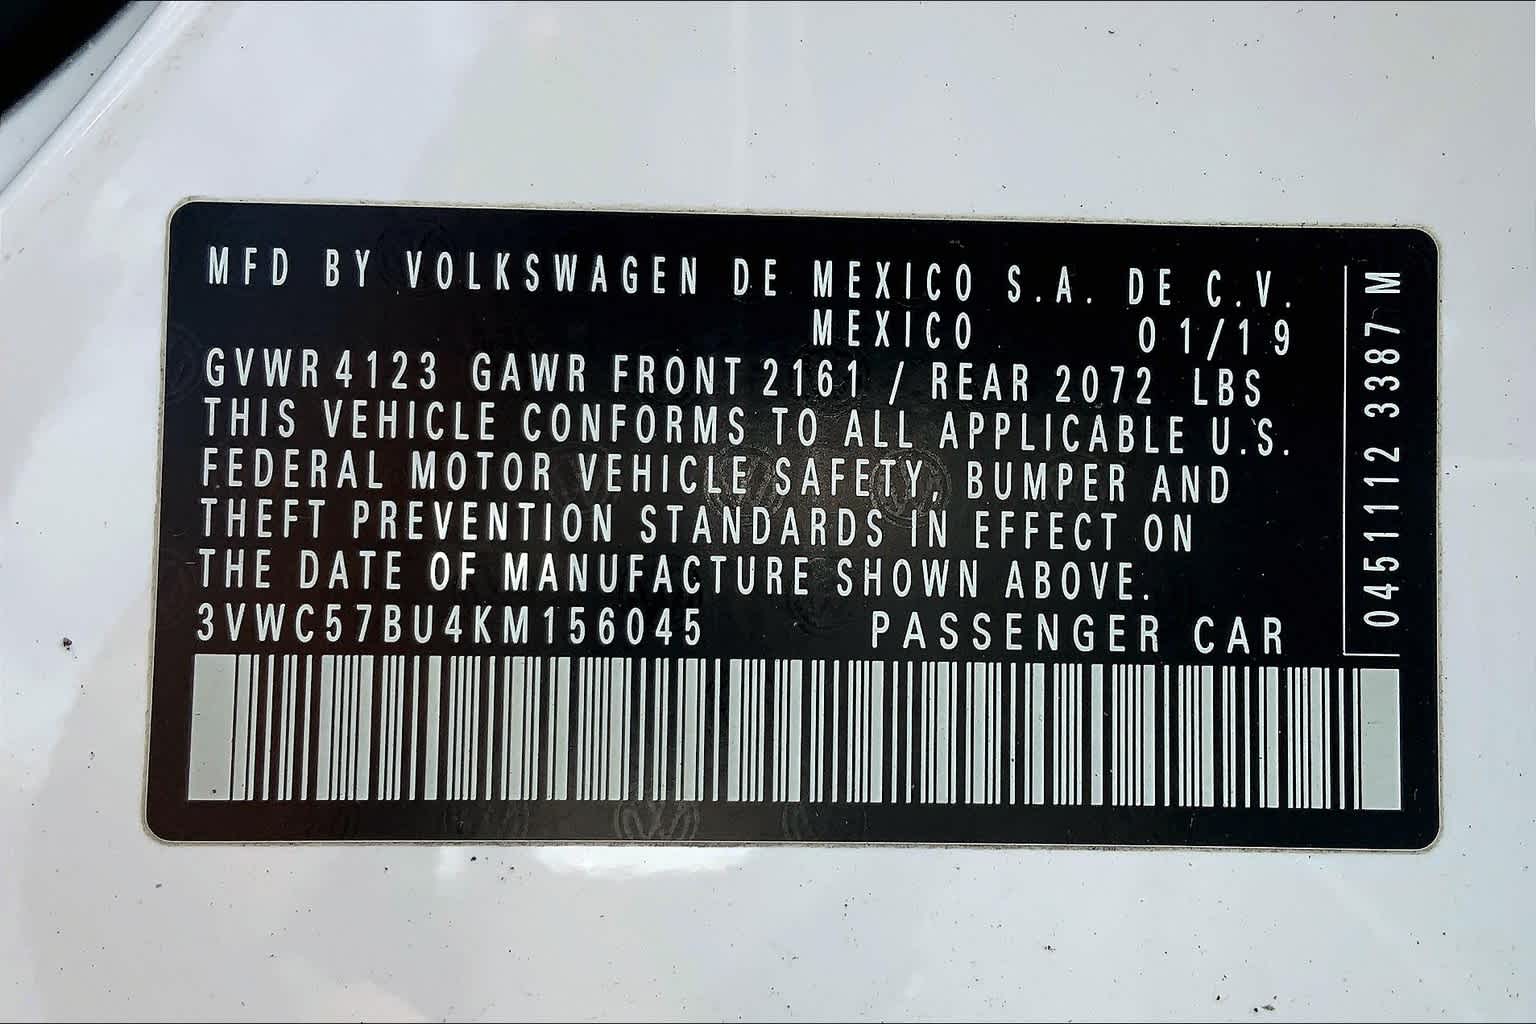 MFD BY VOLKSWAGEN DE MEXICO S.A. DE C.V.
MEXICO 01/19
GVWR 4123 GAWR FRONT 2161 / REAR 2072 LBS
THIS VEHICLE CONFORMS TO ALL APPLICABLE U.S.
FEDERAL MOTOR VEHICLE SAFETY, BUMPER AND
THEFT PREVENTION STANDARDS IN EFFECT ON
THE DATE OF MANUFACTURE SHOWN ABOVE.
3VWC57BU4KM156045 PASSENGER CAR
0451112 3387 M